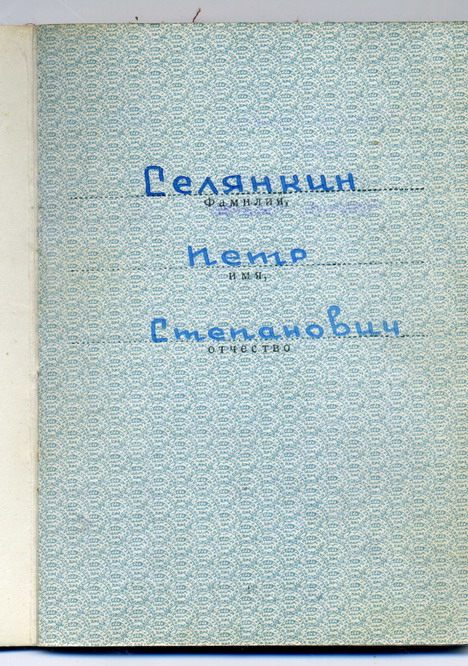 Селянкин
Фамилия,
Петр
имя,
Степанович
отчество